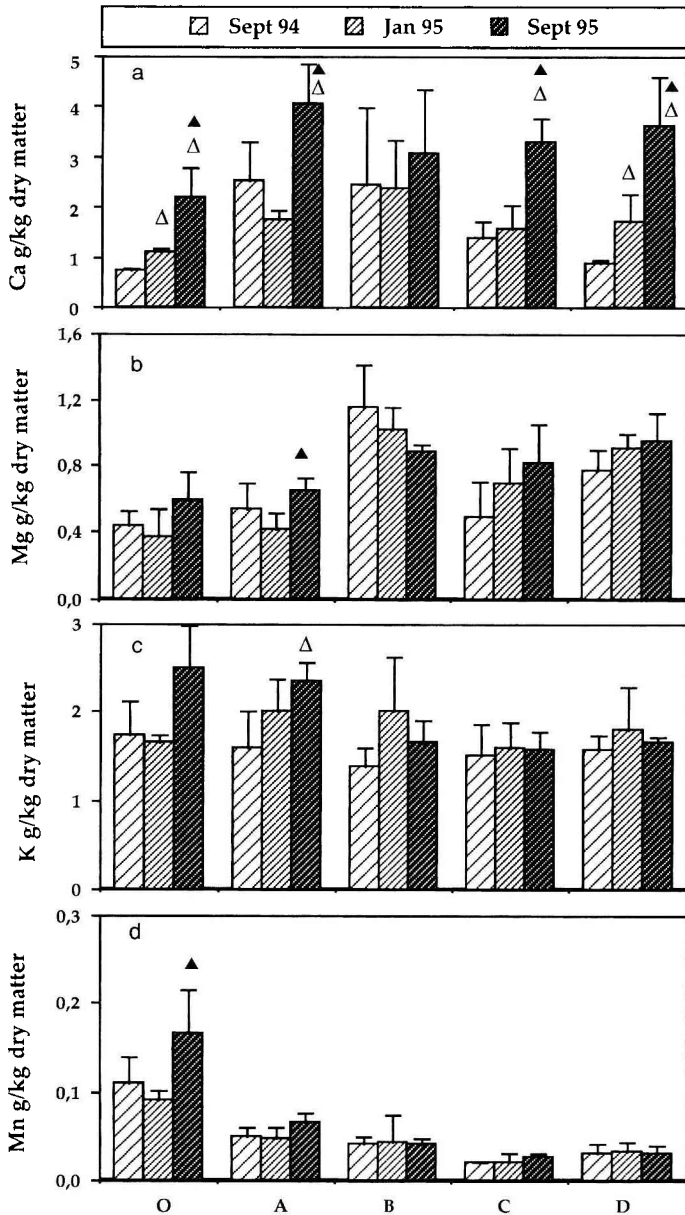 Sept 94 Jan 95 Sept 95
a
Ca g/kg dry matter
5
4
3
2
1
0
b
Mg g/kg dry matter
1,6
1,2
0,8
0,4
0,0
c
K g/kg dry matter
3
2
1
0
d
Mn g/kg dry matter
0,3
0,2
0,1
0,0
O A B C D